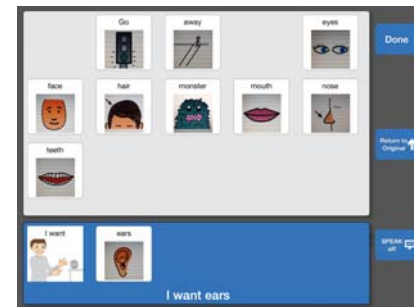 Go away eyes
Done
face hair monster mouth nose
Return to
Original
teeth
I want ears
SPEAK
all!
I want ears